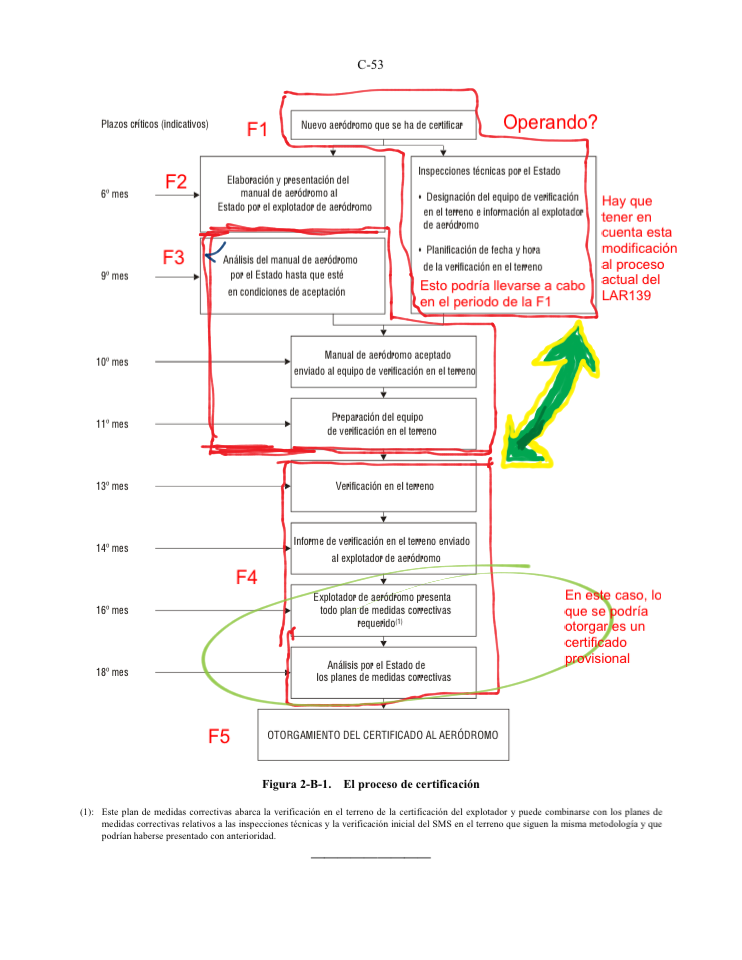 C-53
Plazos críticos (indicativos)
F1
Nuevo aeródromo que se ha de certificar
Operando?
6º mes
F2
Elaboración y presentación del
manual de aeródromo al
Estado por el explotador de aeródromo
Inspecciones técnicas por el Estado
• Designación del equipo de verificación
en el terreno e información al explotador
de aeródromo
• Planificación de fecha y hora
de la verificación en el terreno
Esto podría llevarse a cabo
en el periodo de la F1
Hay que
tener en
cuenta esta
modificación
al proceso
actual del
LAR139
9º mes
F3
Análisis del manual de aeródromo
por el Estado hasta que esté
en condiciones de aceptación
10º mes
Manual de aeródromo aceptado
enviado al equipo de verificación en el terreno
11º mes
Preparación del equipo
de verificación en el terreno
13º mes
Verificación en el terreno
14º mes
Informe de verificación en el terreno enviado
al explotador de aeródromo
F4
16º mes
Explotador de aeródromo presenta
todo plan de medidas correctivas
requerido(1)
En este caso, lo
que se podría
otorgar es un
certificado
provisional
18º mes
Análisis por el Estado de
los planes de medidas correctivas
F5
OTORGAMIENTO DEL CERTIFICADO AL AERÓDROMO
Figura 2-B-1. El proceso de certificación
(1): Este plan de medidas correctivas abarca la verificación en el terreno de la certificación del explotador y puede combinarse con los planes de
medidas correctivas relativos a las inspecciones técnicas y la verificación inicial del SMS en el terreno que siguen la misma metodología y que
podrían haberse presentado con anterioridad.